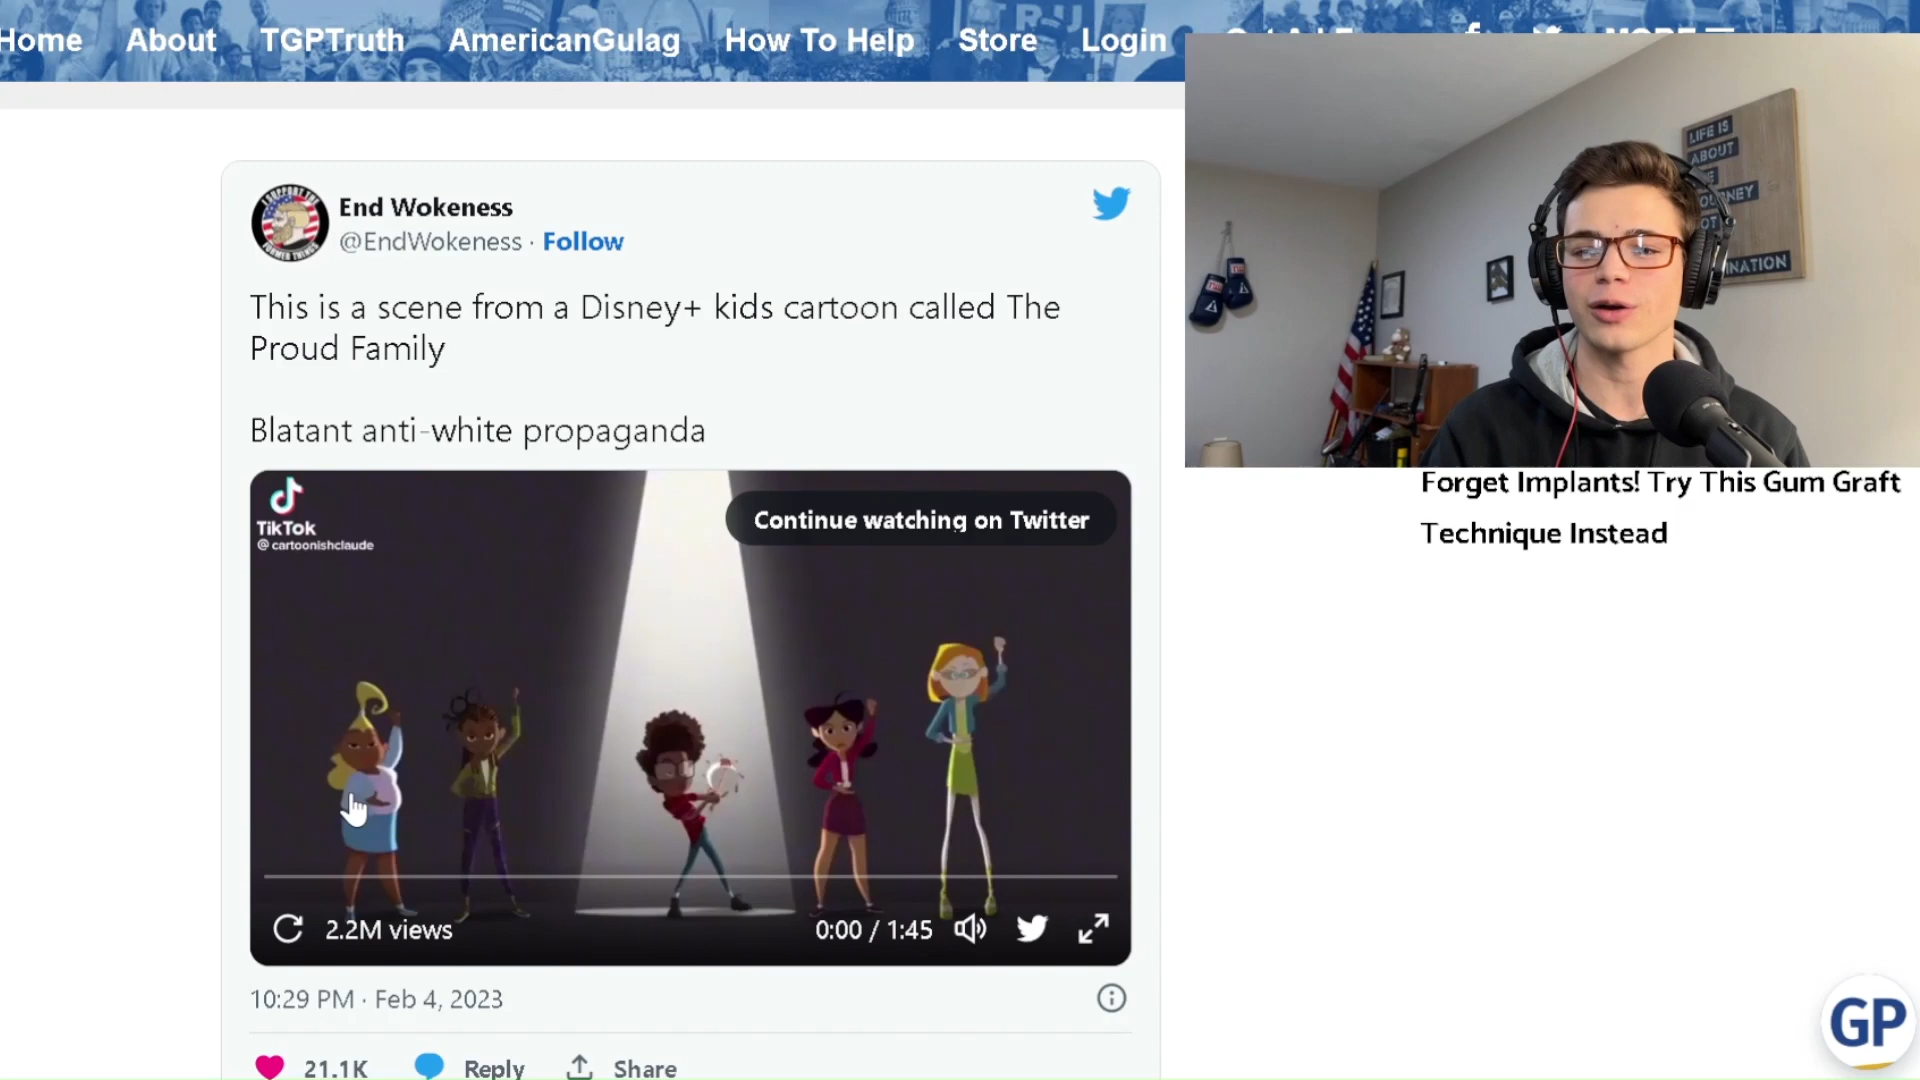 Home About TGPTruth AmericanGulag How To Help Store Login
LIFE IS
ABOUT
End Wokeness
@EndWokeness · Follow
This is a scene from a Disney+ kids cartoon called The
Proud Family
Blatant anti-white propaganda
TikTok
@cartoonishclaude
Continue watching on Twitter
Forget Implants! Try This Gum Graft
Technique Instead
2.2M views
0:00 / 1:45
10:29 PM · Feb 4, 2023
21.1K Reply Share
GP